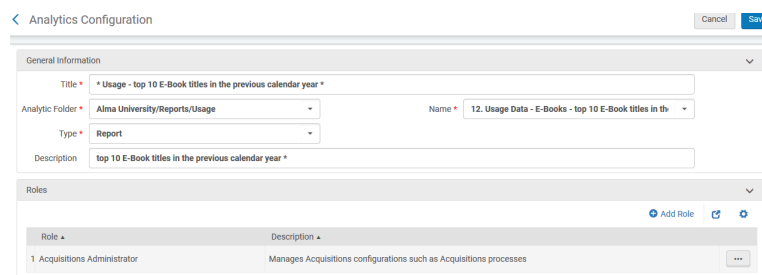 Analytics Configuration
Cancel
General Information
Title * * Usage - top 10 E-Book titles in the previous calendar year *
Analytic Folder * Alma University/Reports/Usage Name * 12. Usage Data - E-Books - top 10 E-Book titles in
Type * Report
Description top 10 E-Book titles in the previous calendar year *
Roles
Add Role
Role Description
1 Acquisitions Administrator Manages Acquisitions configurations such as Acquisitions processes